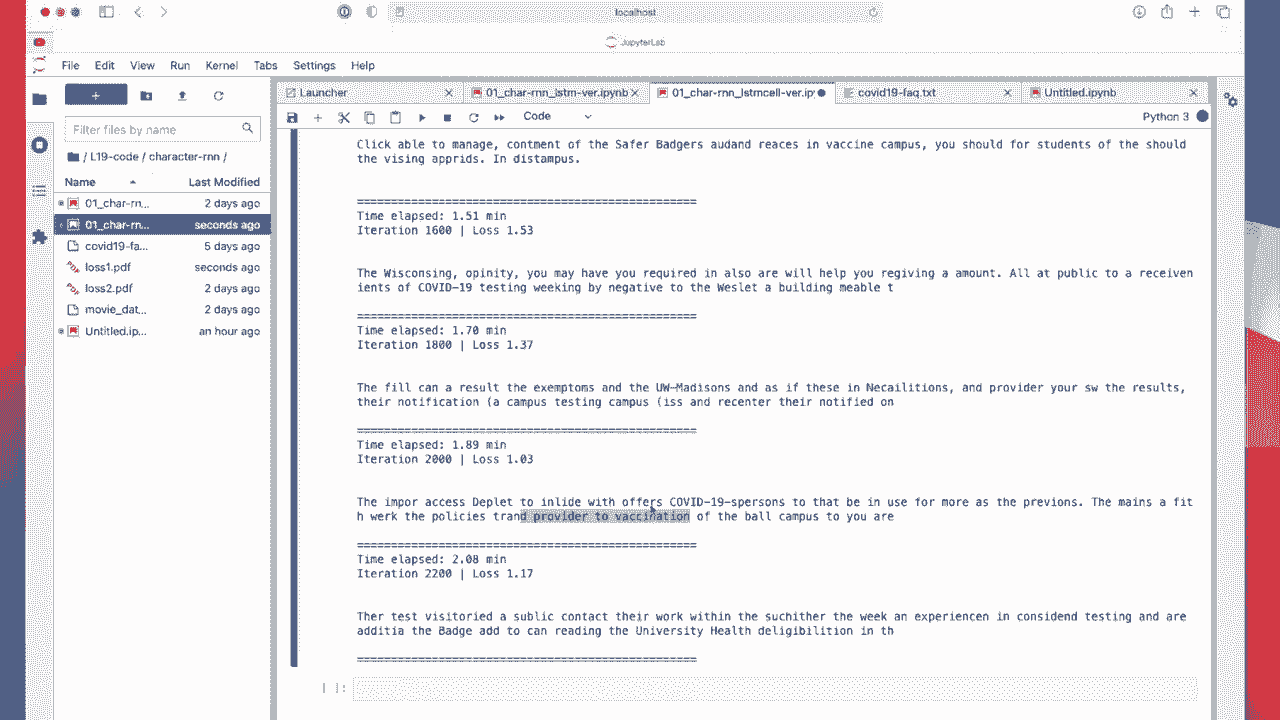 localhost
JupyterLab
File Edit View Run Kernel Tabs Settings Help
Launcher
01_char-rnn_lstm-ver.ipynb
01_char-rnn_lstmcell-ver.ip
covid19-faq.txt
Untitled.ipynb
Code
Python 3
Filter files by name
/ L19-code / character-rnn /
Name Last Modified
01_char-rn... 2 days ago
01_char-rn... seconds ago
covid19-fa... 5 days ago
loss1.pdf seconds ago
loss2.pdf 2 days ago
movie_dat... 2 days ago
Untitled.ip... an hour ago
Click able to manage, contment of the Safer Badgers audand reaces in vaccine campus, you should for students of the should
the vising apprids. In distampus.
==================================================
Time elapsed: 1.51 min
Iteration 1600 | Loss 1.53
The Wisconsing, opinity, you may have you required in also are will help you regiving a amount. All at public to a receiven
ients of COVID-19 testing weeking by negative to the Weslet a building meable t
==================================================
Time elapsed: 1.70 min
Iteration 1800 | Loss 1.37
The fill can a result the exemptoms and the UW-Madisons and as if these in Necailitions, and provider your sw the results,
their notification (a campus testing campus (iss and recenter their notified on
==================================================
Time elapsed: 1.89 min
Iteration 2000 | Loss 1.03
The impor access Deplet to inlide with offers COVID-19-spersons to that be in use for more as the previons. The mains a fit
h werk the policies trand provider to vaccination of the ball campus to you are
==================================================
Time elapsed: 2.08 min
Iteration 2200 | Loss 1.17
Ther test visitoried a sublic contact their work within the suchither the week an experiencen in considend testing and are
additia the Badge add to can reading the University Health deligibilition in th
==================================================
[ ]: